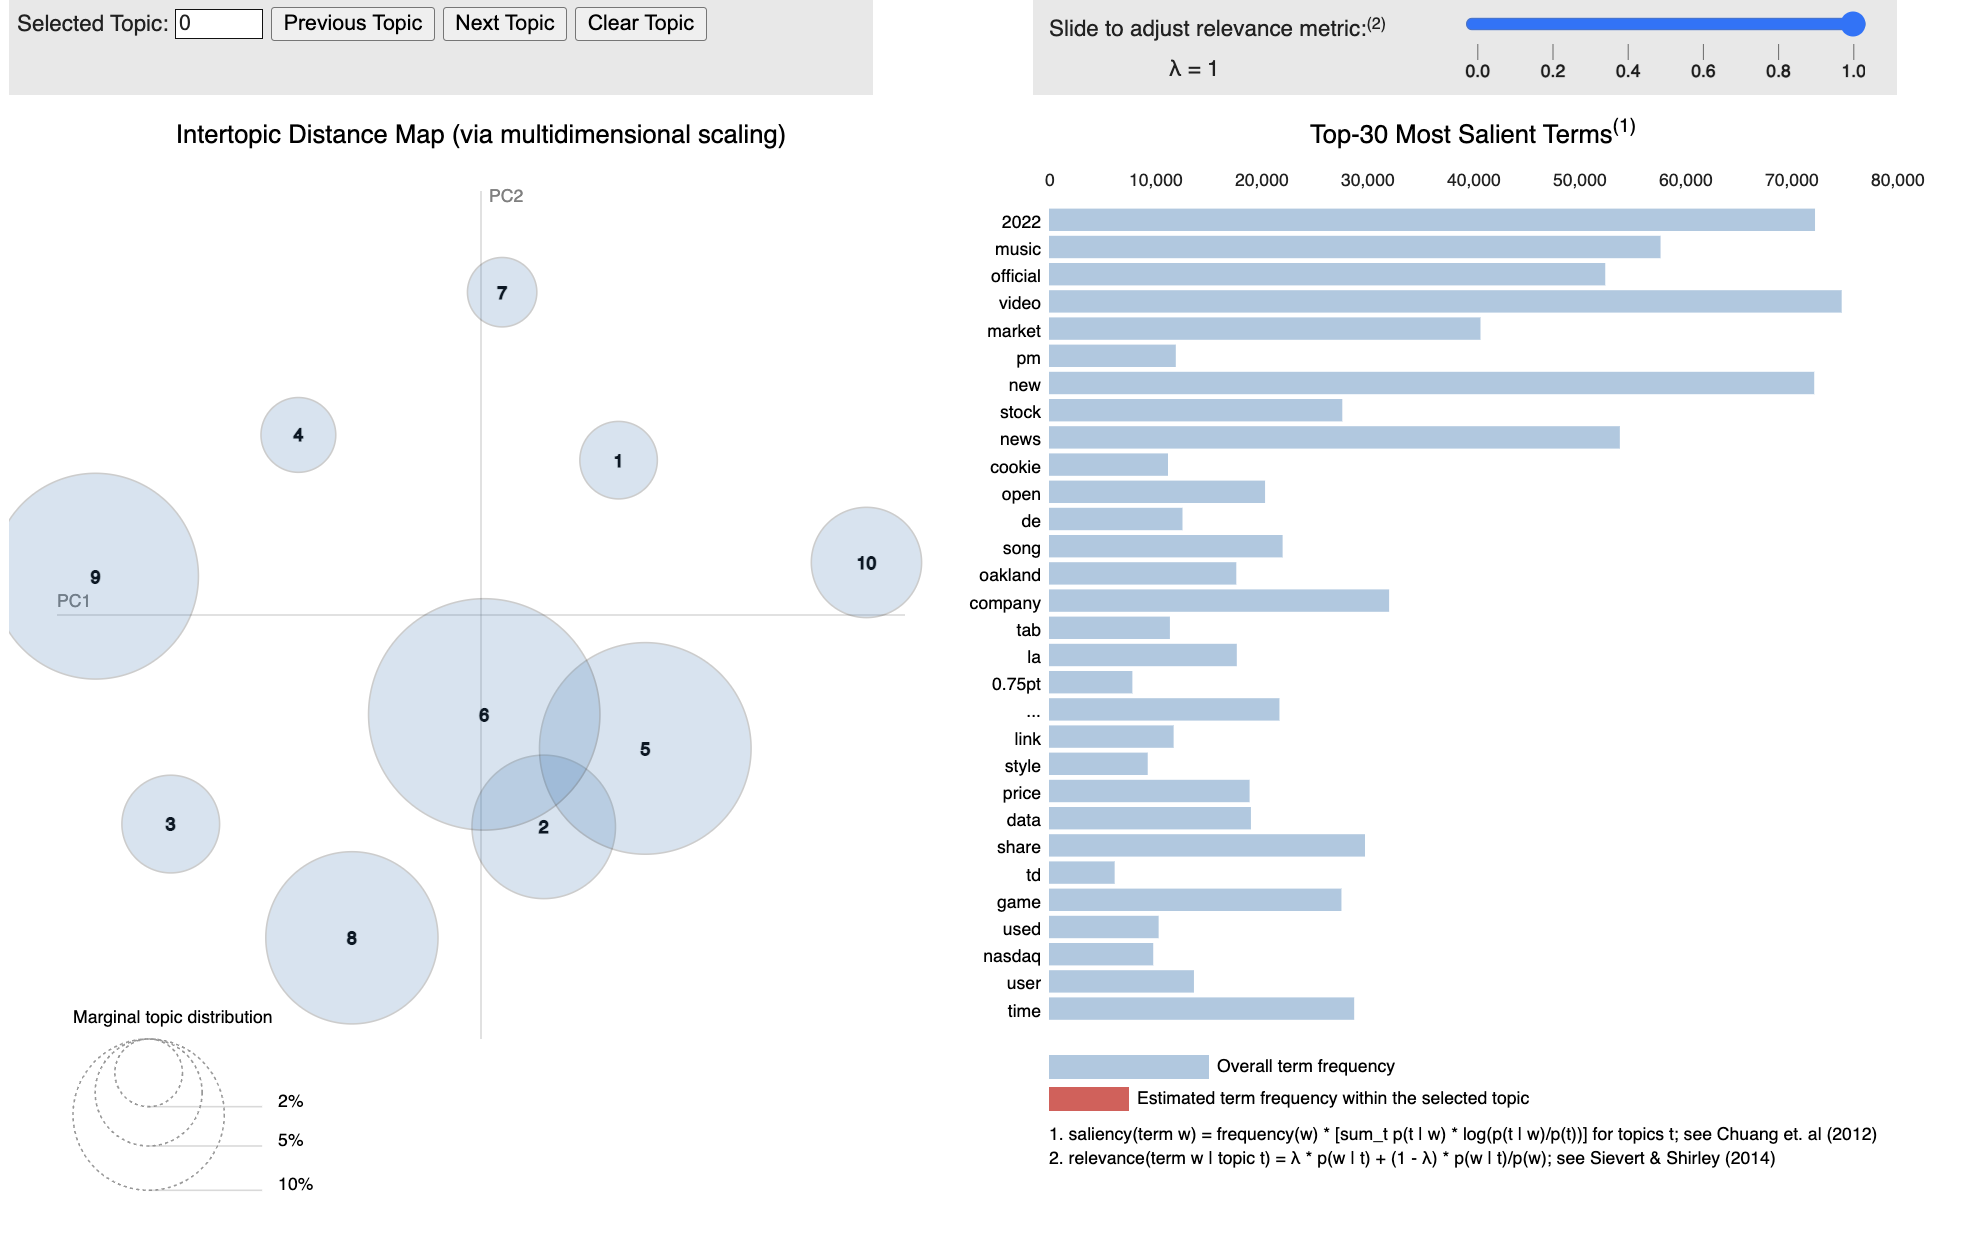 Selected Topic: 0 Previous Topic Next Topic Clear Topic
Slide to adjust relevance metric:(2)
λ = 1
0.0 0.2 0.4 0.6 0.8 1.0
Intertopic Distance Map (via multidimensional scaling)
PC2
7
4
1
10
9
PC1
6
5
2
3
8
Marginal topic distribution
2%
5%
10%
Top-30 Most Salient Terms(1)
0 10,000 20,000 30,000 40,000 50,000 60,000 70,000 80,000
2022
music
official
video
market
pm
new
stock
news
cookie
open
de
song
oakland
company
tab
la
0.75pt
...
link
style
price
data
share
td
game
used
nasdaq
user
time
Overall term frequency
Estimated term frequency within the selected topic
1. saliency(term w) = frequency(w) * [sum_t p(t | w) * log(p(t | w)/p(t))] for topics t; see Chuang et. al (2012)
2. relevance(term w | topic t) = λ * p(w | t) + (1 - λ) * p(w | t)/p(w); see Sievert & Shirley (2014)